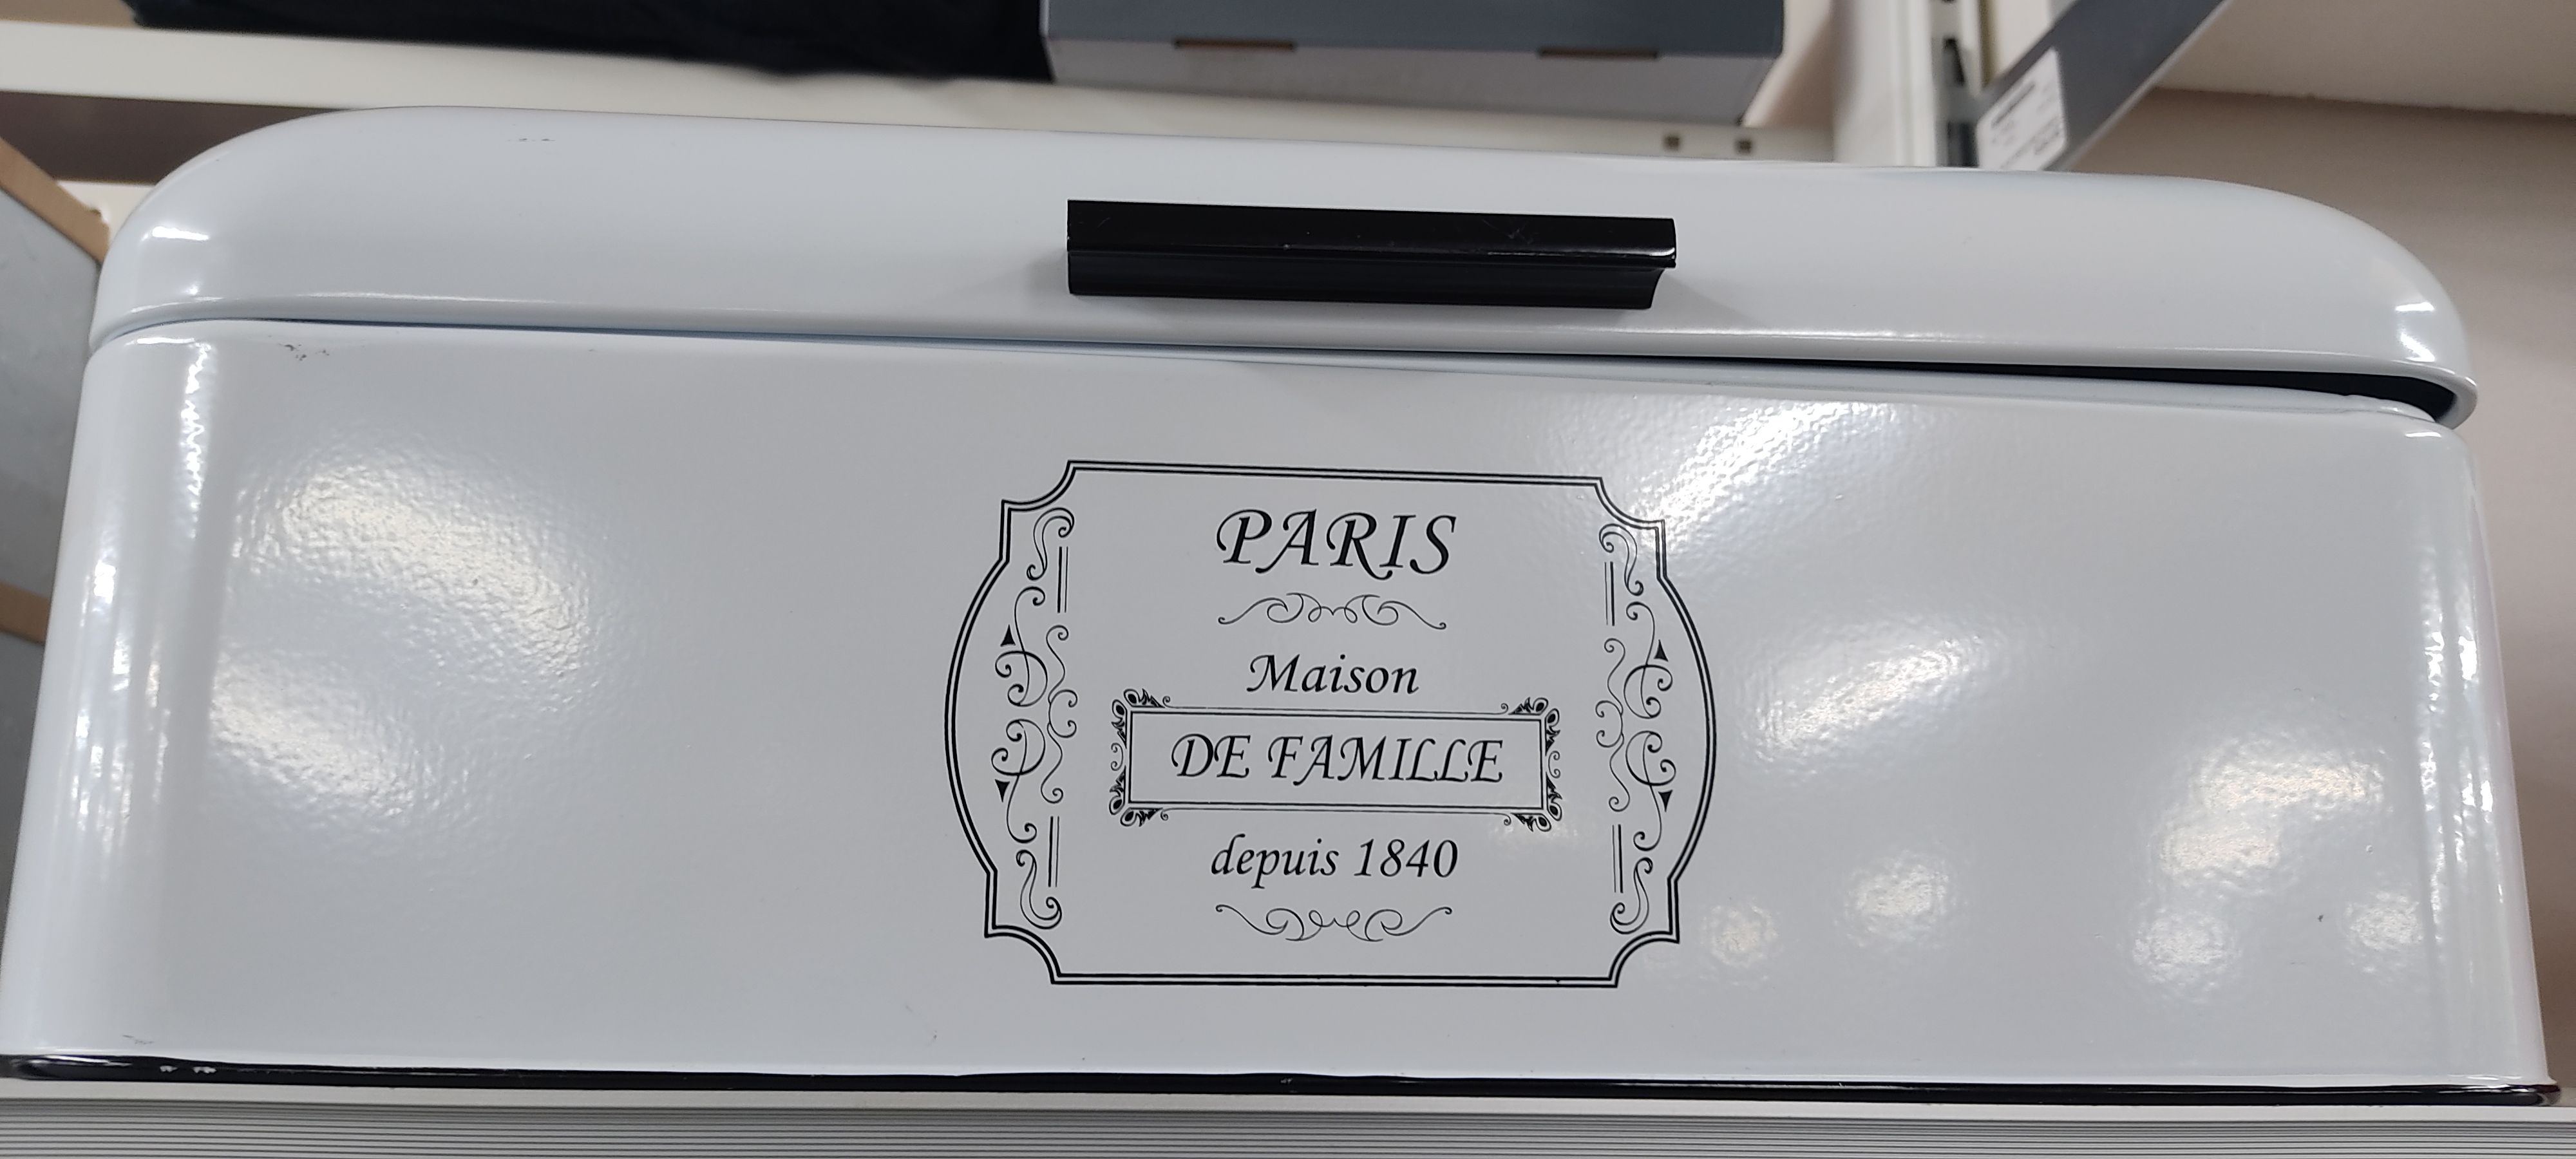 PARIS
Maison
DE FAMILLE
depuis 1840